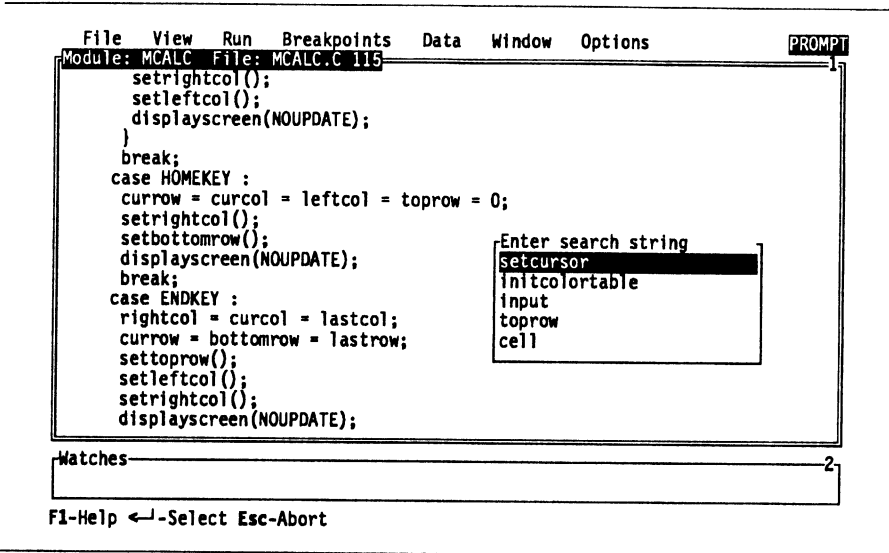 File View Run Breakpoints Data Window Options PROMPT
Module: MCALC File: MCALC.C 115 1
setrightcol();
setleftcol();
displayscreen(NOUPDATE);
}
break;
case HOMEKEY :
currow = curcol = leftcol = toprow = 0;
setrightcol();
setbottomrow();
displayscreen(NOUPDATE);
break;
case ENDKEY :
rightcol = curcol = lastcol;
currow = bottomrow = lastrow;
settoprow();
setleftcol();
setrightcol();
displayscreen(NOUPDATE);
Enter search string
setcursor
initcolortable
input
toprow
cell
Watches 2
F1-Help ←┘-Select Esc-Abort